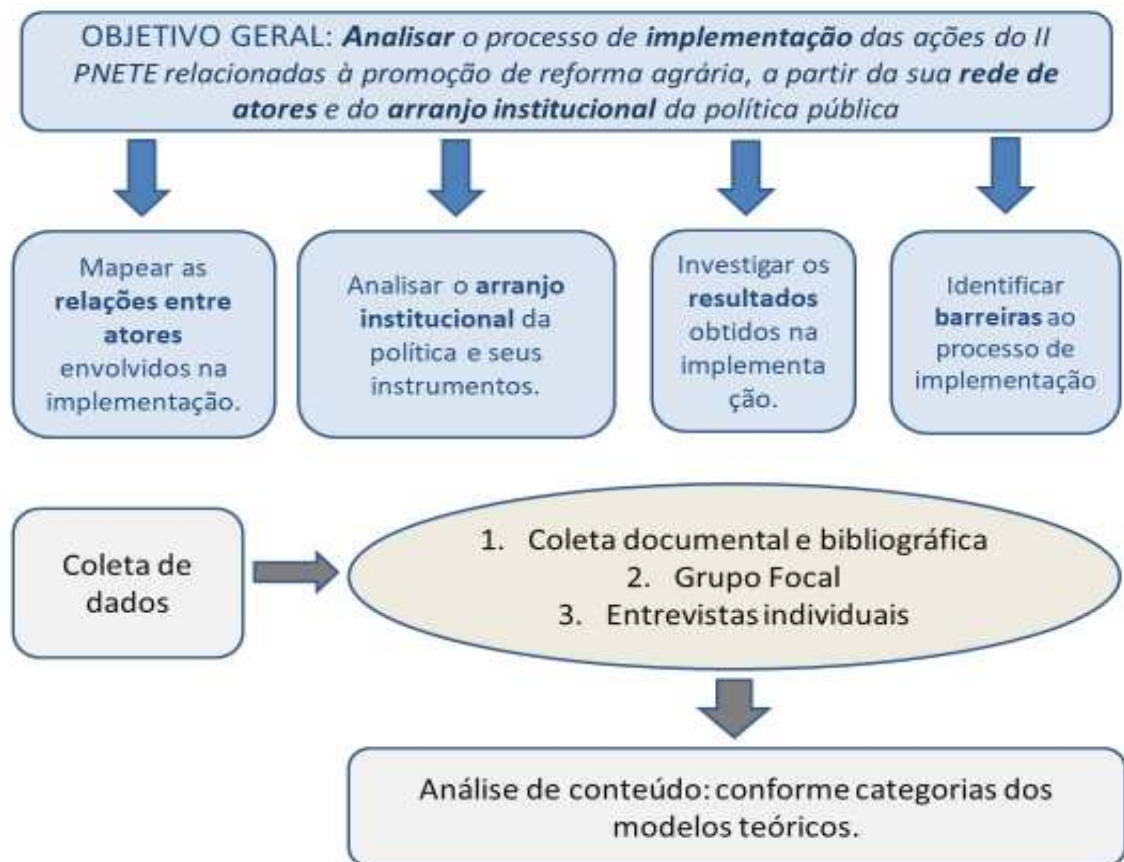 OBJETIVO GERAL: Analisar o processo de implementação das ações do II
PNETE relacionadas à promoção de reforma agrária, a partir da sua rede de
atores e do arranjo institucional da política pública
Mapear as
relações entre
atores
envolvidos na
implementação.
Analisar o arranjo
institucional da
política e seus
instrumentos.
Investigar os
resultados
obtidos na
implementa
ção.
Identificar
barreiras ao
processo de
implementação
Coleta de
dados
1. Coleta documental e bibliográfica
2. Grupo Focal
3. Entrevistas individuais
Análise de conteúdo: conforme categorias dos
modelos teóricos.